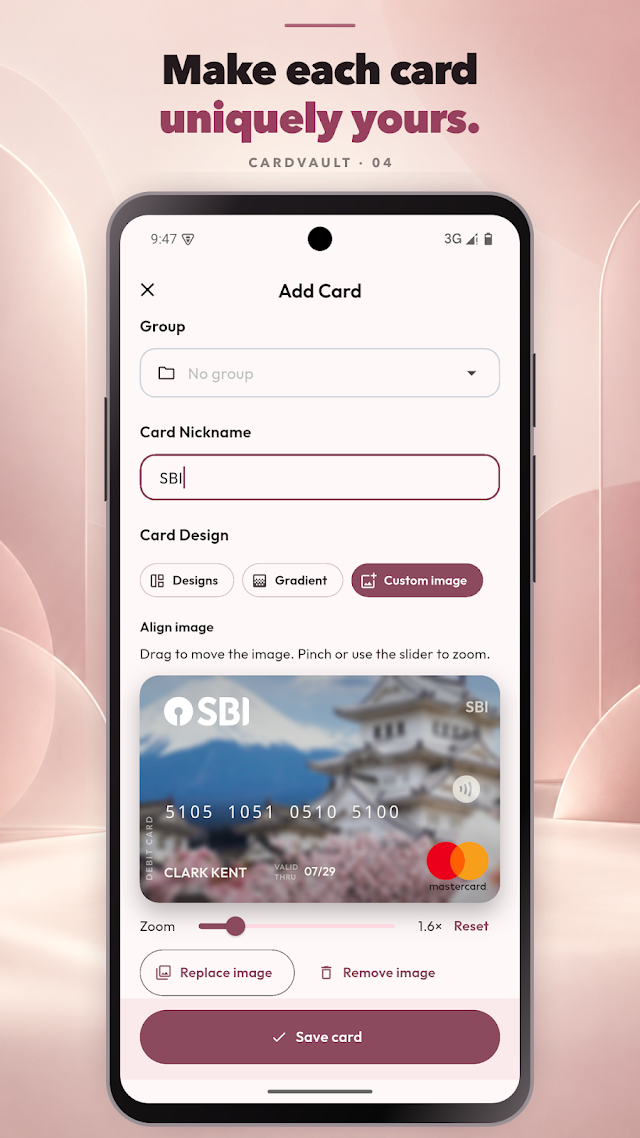 Make each card
uniquely yours.
CARDVAULT · 04
9:47
3G
Add Card
Group
No group
Card Nickname
SBI
Card Design
Designs
Gradient
Custom image
Align image
Drag to move the image. Pinch or use the slider to zoom.
SBI
SBI
5105 1051 0510 5100
DEBIT CARD
CLARK KENT
VALID
THRU
07/29
mastercard.
Zoom
1.6×
Reset
Replace image
Remove image
Save card